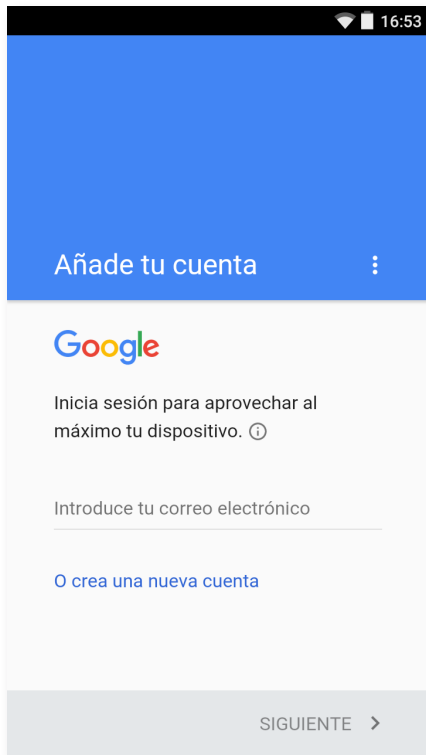 16:53
Añade tu cuenta
Google
Inicia sesión para aprovechar al
máximo tu dispositivo.
Introduce tu correo electrónico
O crea una nueva cuenta
SIGUIENTE